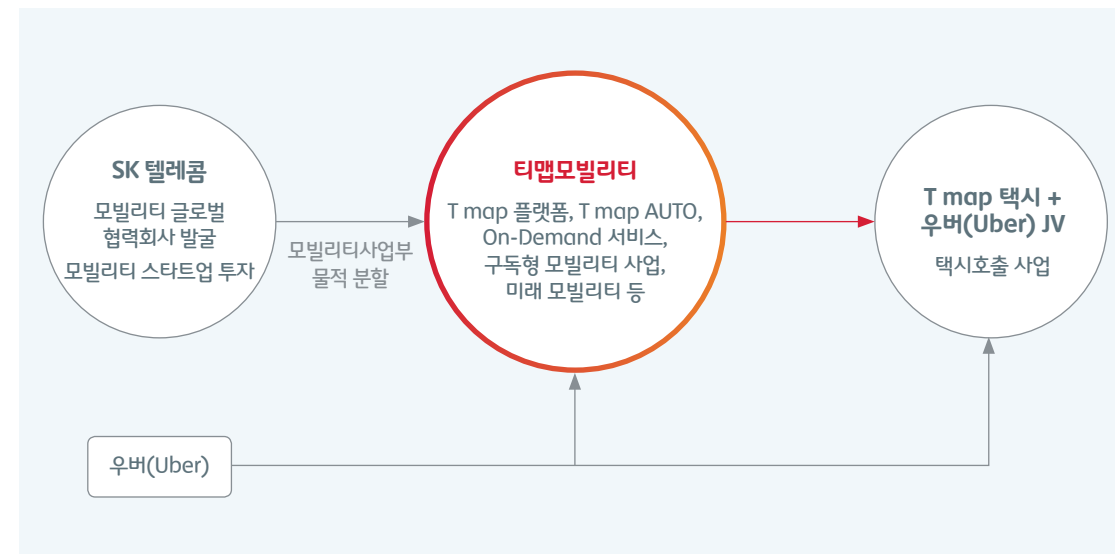 SK 텔레콤
모빌리티 글로벌
협력회사 발굴
모빌리티 스타트업 투자
모빌리티사업부
물적 분할
티맵모빌리티
T map 플랫폼, T map AUTO,
On-Demand 서비스,
구독형 모빌리티 사업,
미래 모빌리티 등
T map 택시 +
우버(Uber) JV
택시호출 사업
우버(Uber)